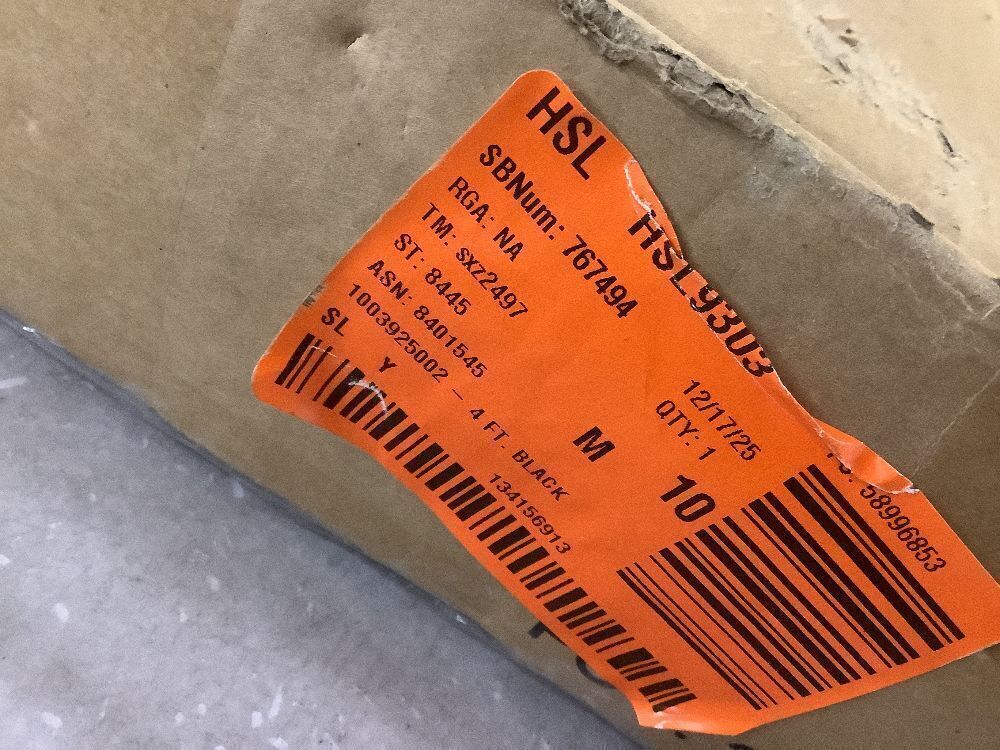 HSL
HSL9303
SBNum: 767494
12/17/25
RGA: NA
QTY: 1
TM: sxz2497
ST: 8445
M
10
ASN: 8401545
: 58996853
1003925002 – 4 FT. BLACK
SL Y
134156913